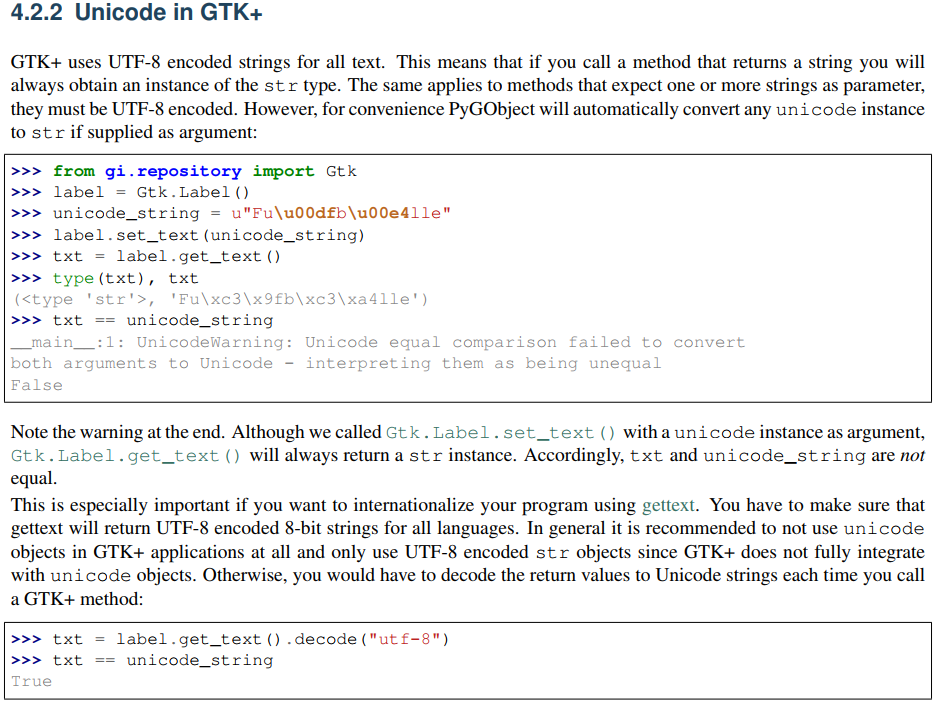 4.2.2 Unicode in GTK+
GTK+ uses UTF-8 encoded strings for all text. This means that if you call a method that returns a string you will
always obtain an instance of the str type. The same applies to methods that expect one or more strings as parameter,
they must be UTF-8 encoded. However, for convenience PyGObject will automatically convert any unicode instance
to str if supplied as argument:
>>> from gi.repository import Gtk
>>> label = Gtk.Label()
>>> unicode_string = u"Fu\u00dfb\u00e4lle"
>>> label.set_text(unicode_string)
>>> txt = label.get_text()
>>> type(txt), txt
(<type 'str'>, 'Fu\xc3\x9fb\xc3\xa4lle')
>>> txt == unicode_string
__main__:1: UnicodeWarning: Unicode equal comparison failed to convert
both arguments to Unicode - interpreting them as being unequal
False
Note the warning at the end. Although we called Gtk.Label.set_text() with a unicode instance as argument,
Gtk.Label.get_text() will always return a str instance. Accordingly, txt and unicode_string are not
equal.
This is especially important if you want to internationalize your program using gettext. You have to make sure that
gettext will return UTF-8 encoded 8-bit strings for all languages. In general it is recommended to not use unicode
objects in GTK+ applications at all and only use UTF-8 encoded str objects since GTK+ does not fully integrate
with unicode objects. Otherwise, you would have to decode the return values to Unicode strings each time you call
a GTK+ method:
>>> txt = label.get_text().decode("utf-8")
>>> txt == unicode_string
True